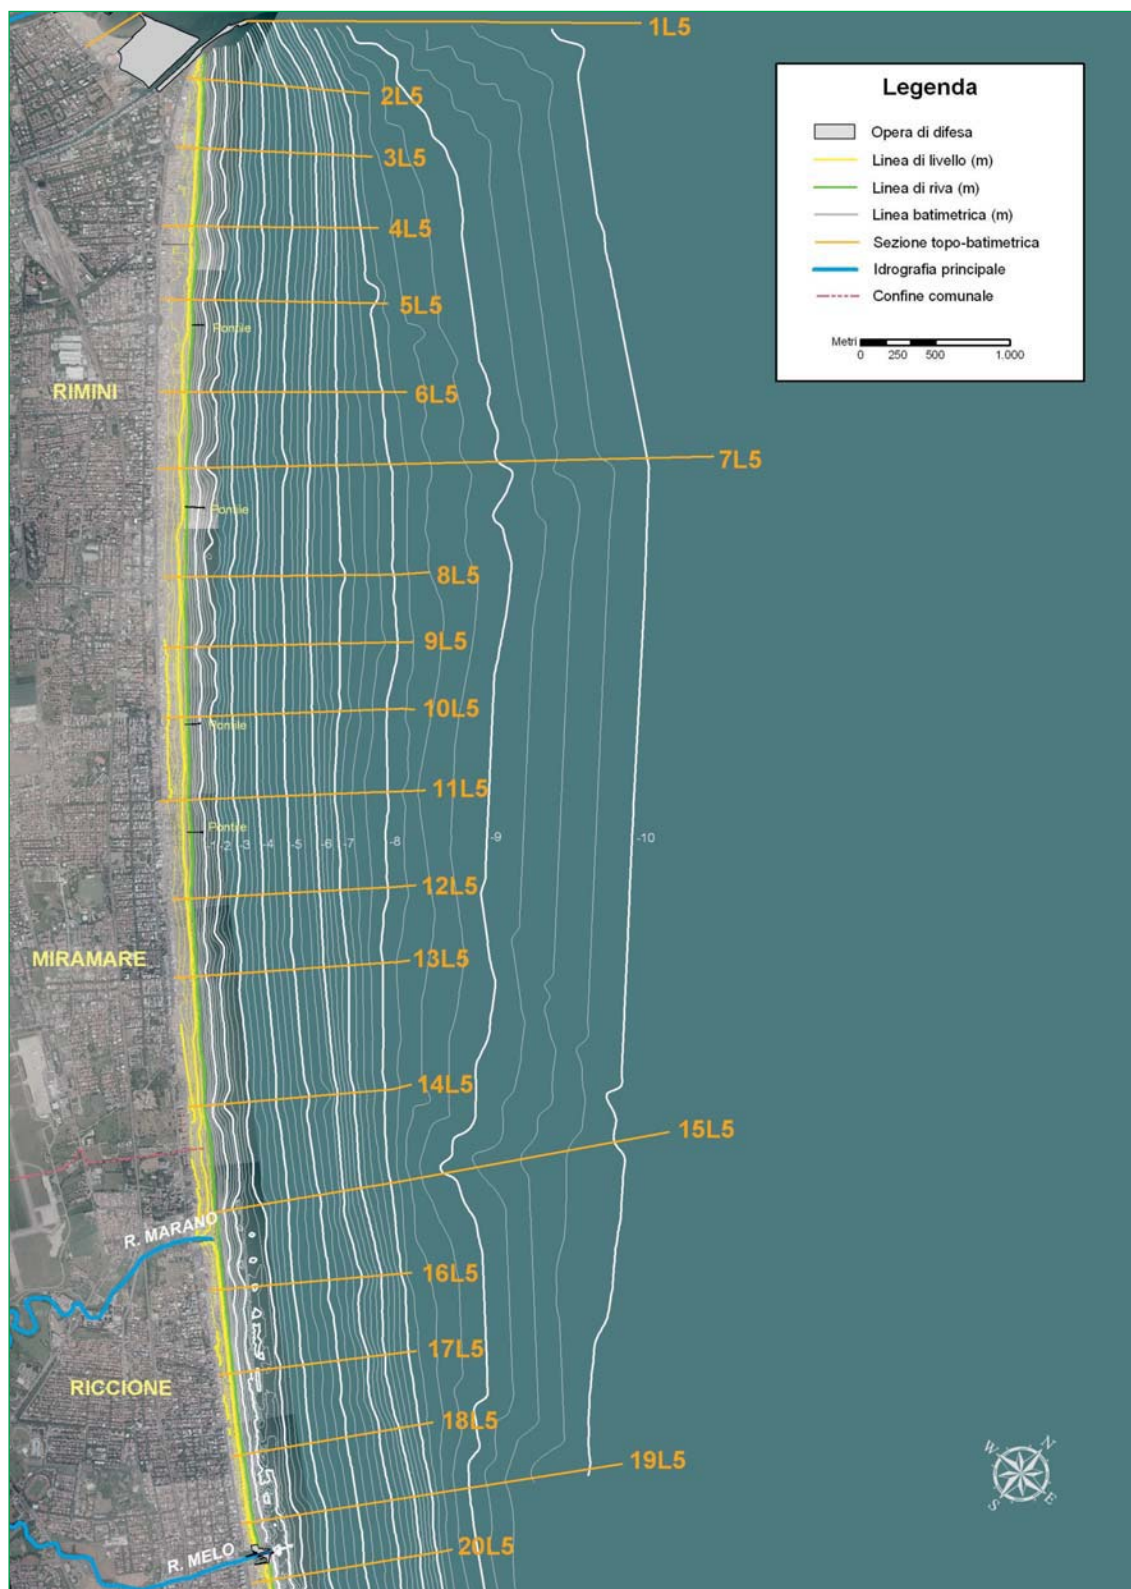 1L5
Legenda
Opera di difesa
Linea di livello (m)
Linea di riva (m)
Linea batimetrica (m)
Sezione topo-batimetrica
Idrografia principale
Confine comunale
Metri
0 250 500 1.000
2L5
3L5
4L5
5L5
Pontile
RIMINI
6L5
7L5
Pontile
8L5
9L5
10L5
Pontile
11L5
Pontile
-1 -2 -3 -4 -5 -6 -7 -8 -9 -10
12L5
MIRAMARE
13L5
14L5
15L5
R. MARANO
16L5
17L5
RICCIONE
18L5
19L5
W N
S E
R. MELO
20L5